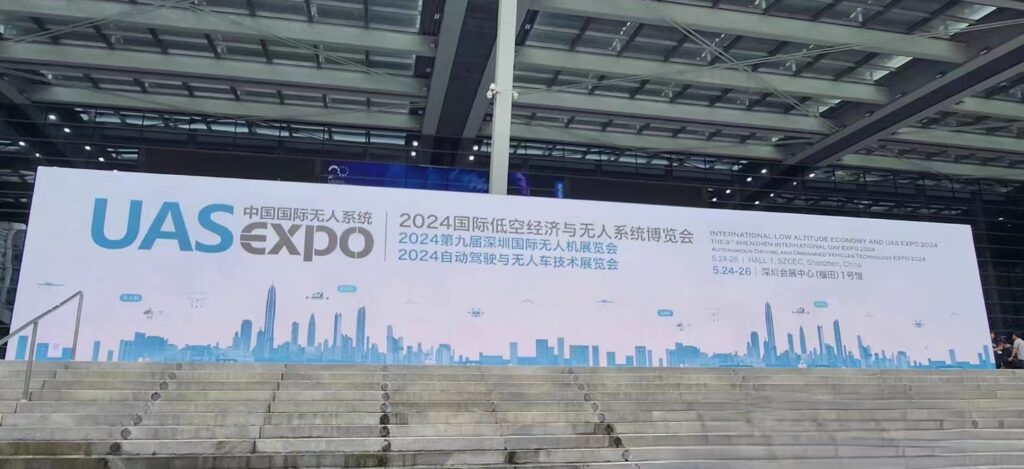 UAS
中国国际无人系统
expo
2024国际低空经济与无人系统博览会
2024第九届深圳国际无人机展览会
2024自动驾驶与无人车技术展览会
INTERNATIONAL LOW ALTITUDE ECONOMY AND UAS EXPO 2024
THE 9TH SHENZHEN INTERNATIONAL UAV EXPO 2024
AUTONOMOUS DRIVING AND UNMANNED VEHICLES TECHNOLOGY EXPO 2024
5.24-26 | HALL 1, SZCEC, Shenzhen, China
5.24-26 | 深圳会展中心(福田)1号馆